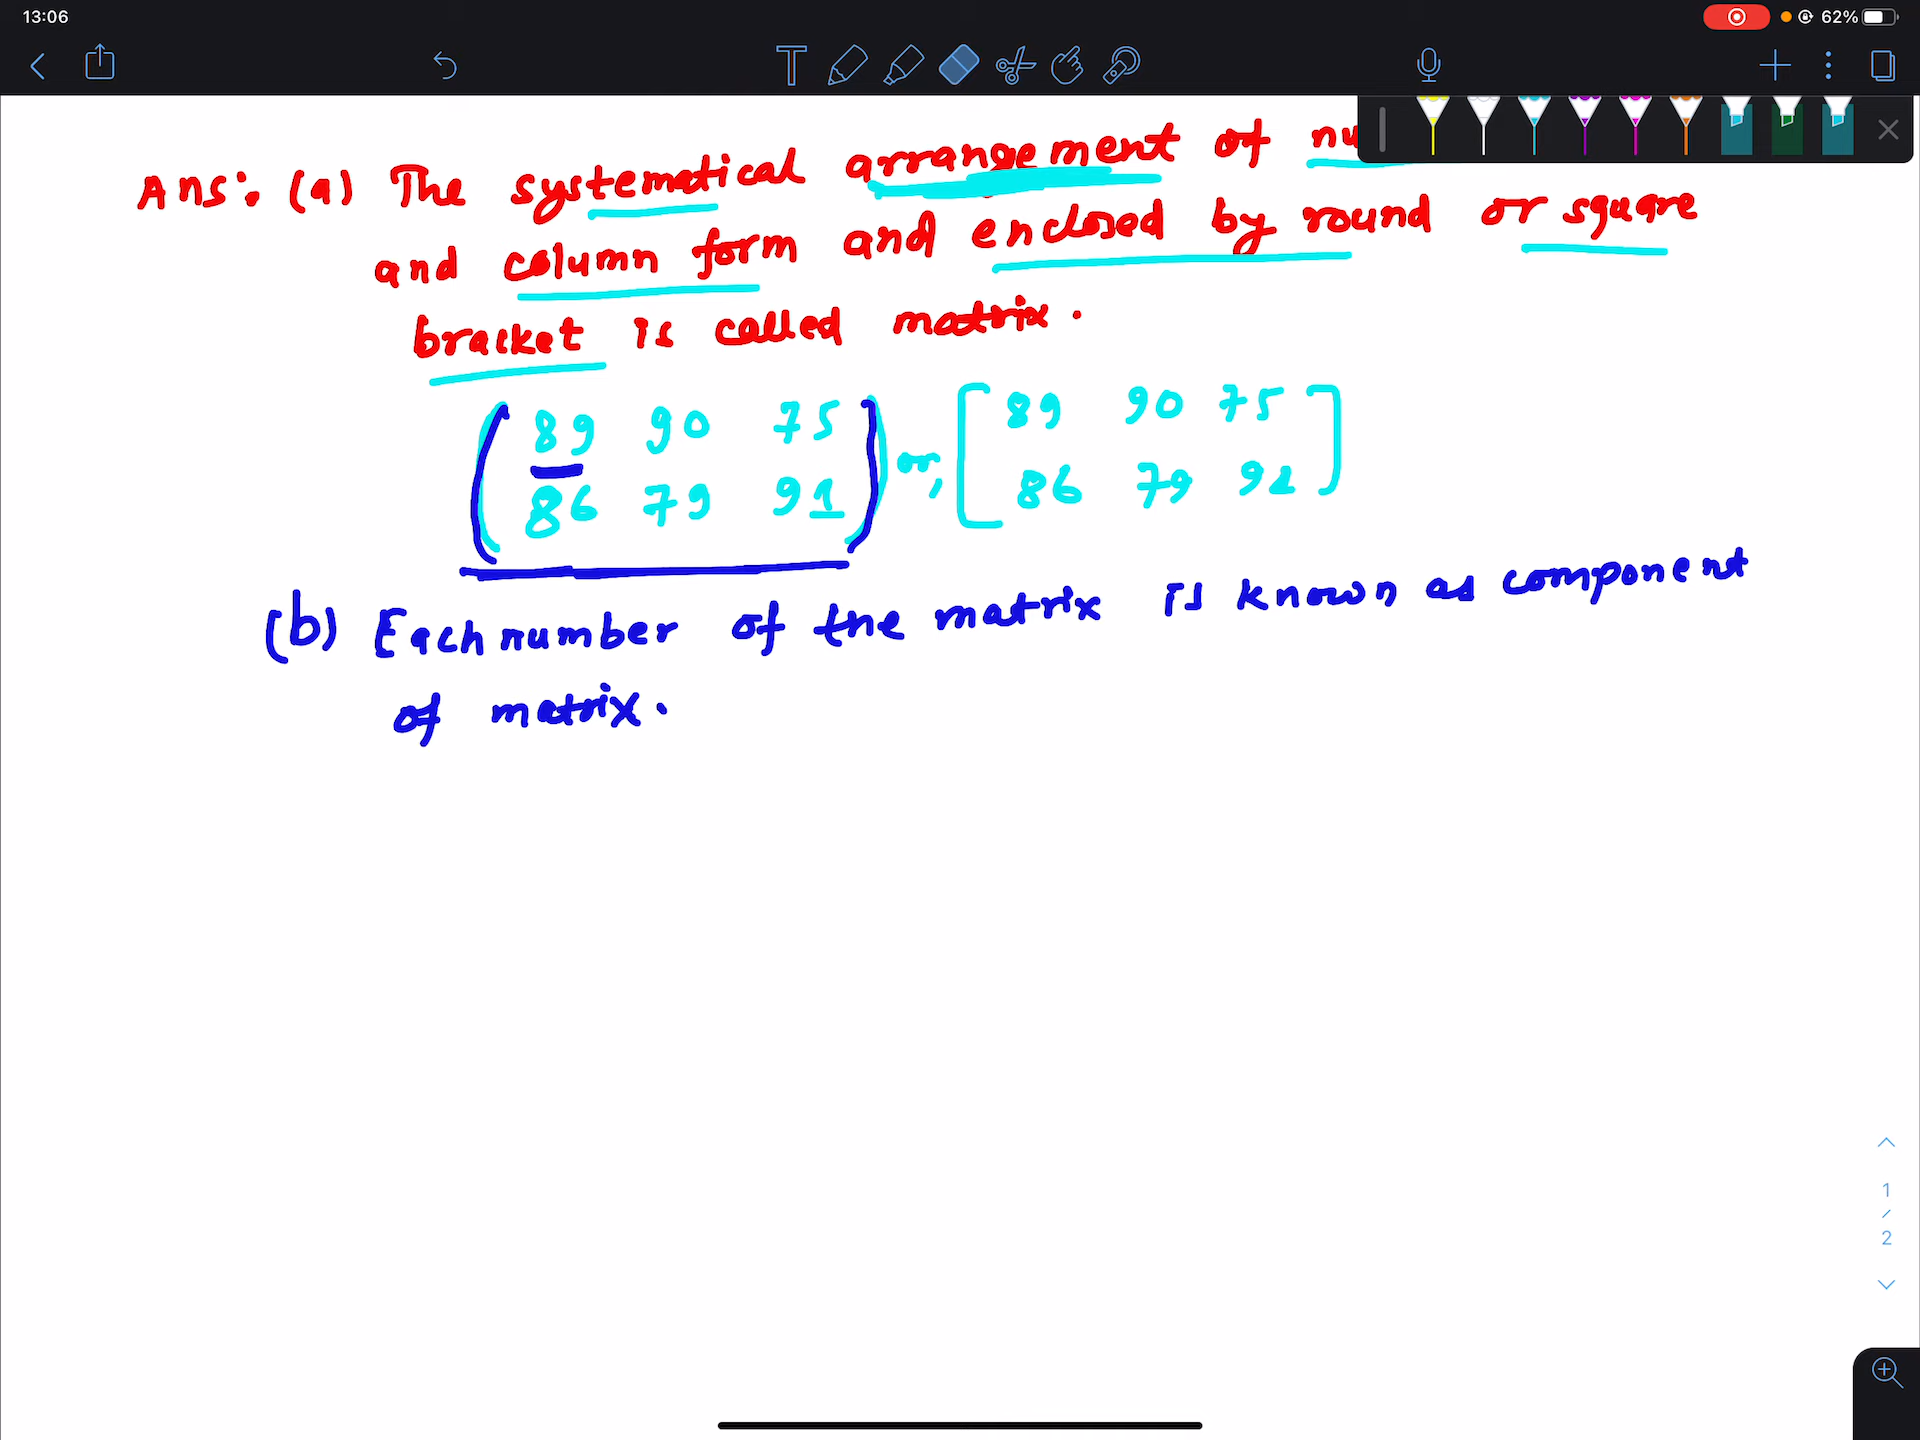 13:06
62%
Ans:. (a) The systematical arrangement of
and column form and enclosed by round or square
bracket is called matrix.
( 89 90 75 ) or, [ 89 90 75 ]
86 79 91 86 79 91
(b) Each number of the matrix is known as component
of matrix.
1
/
2